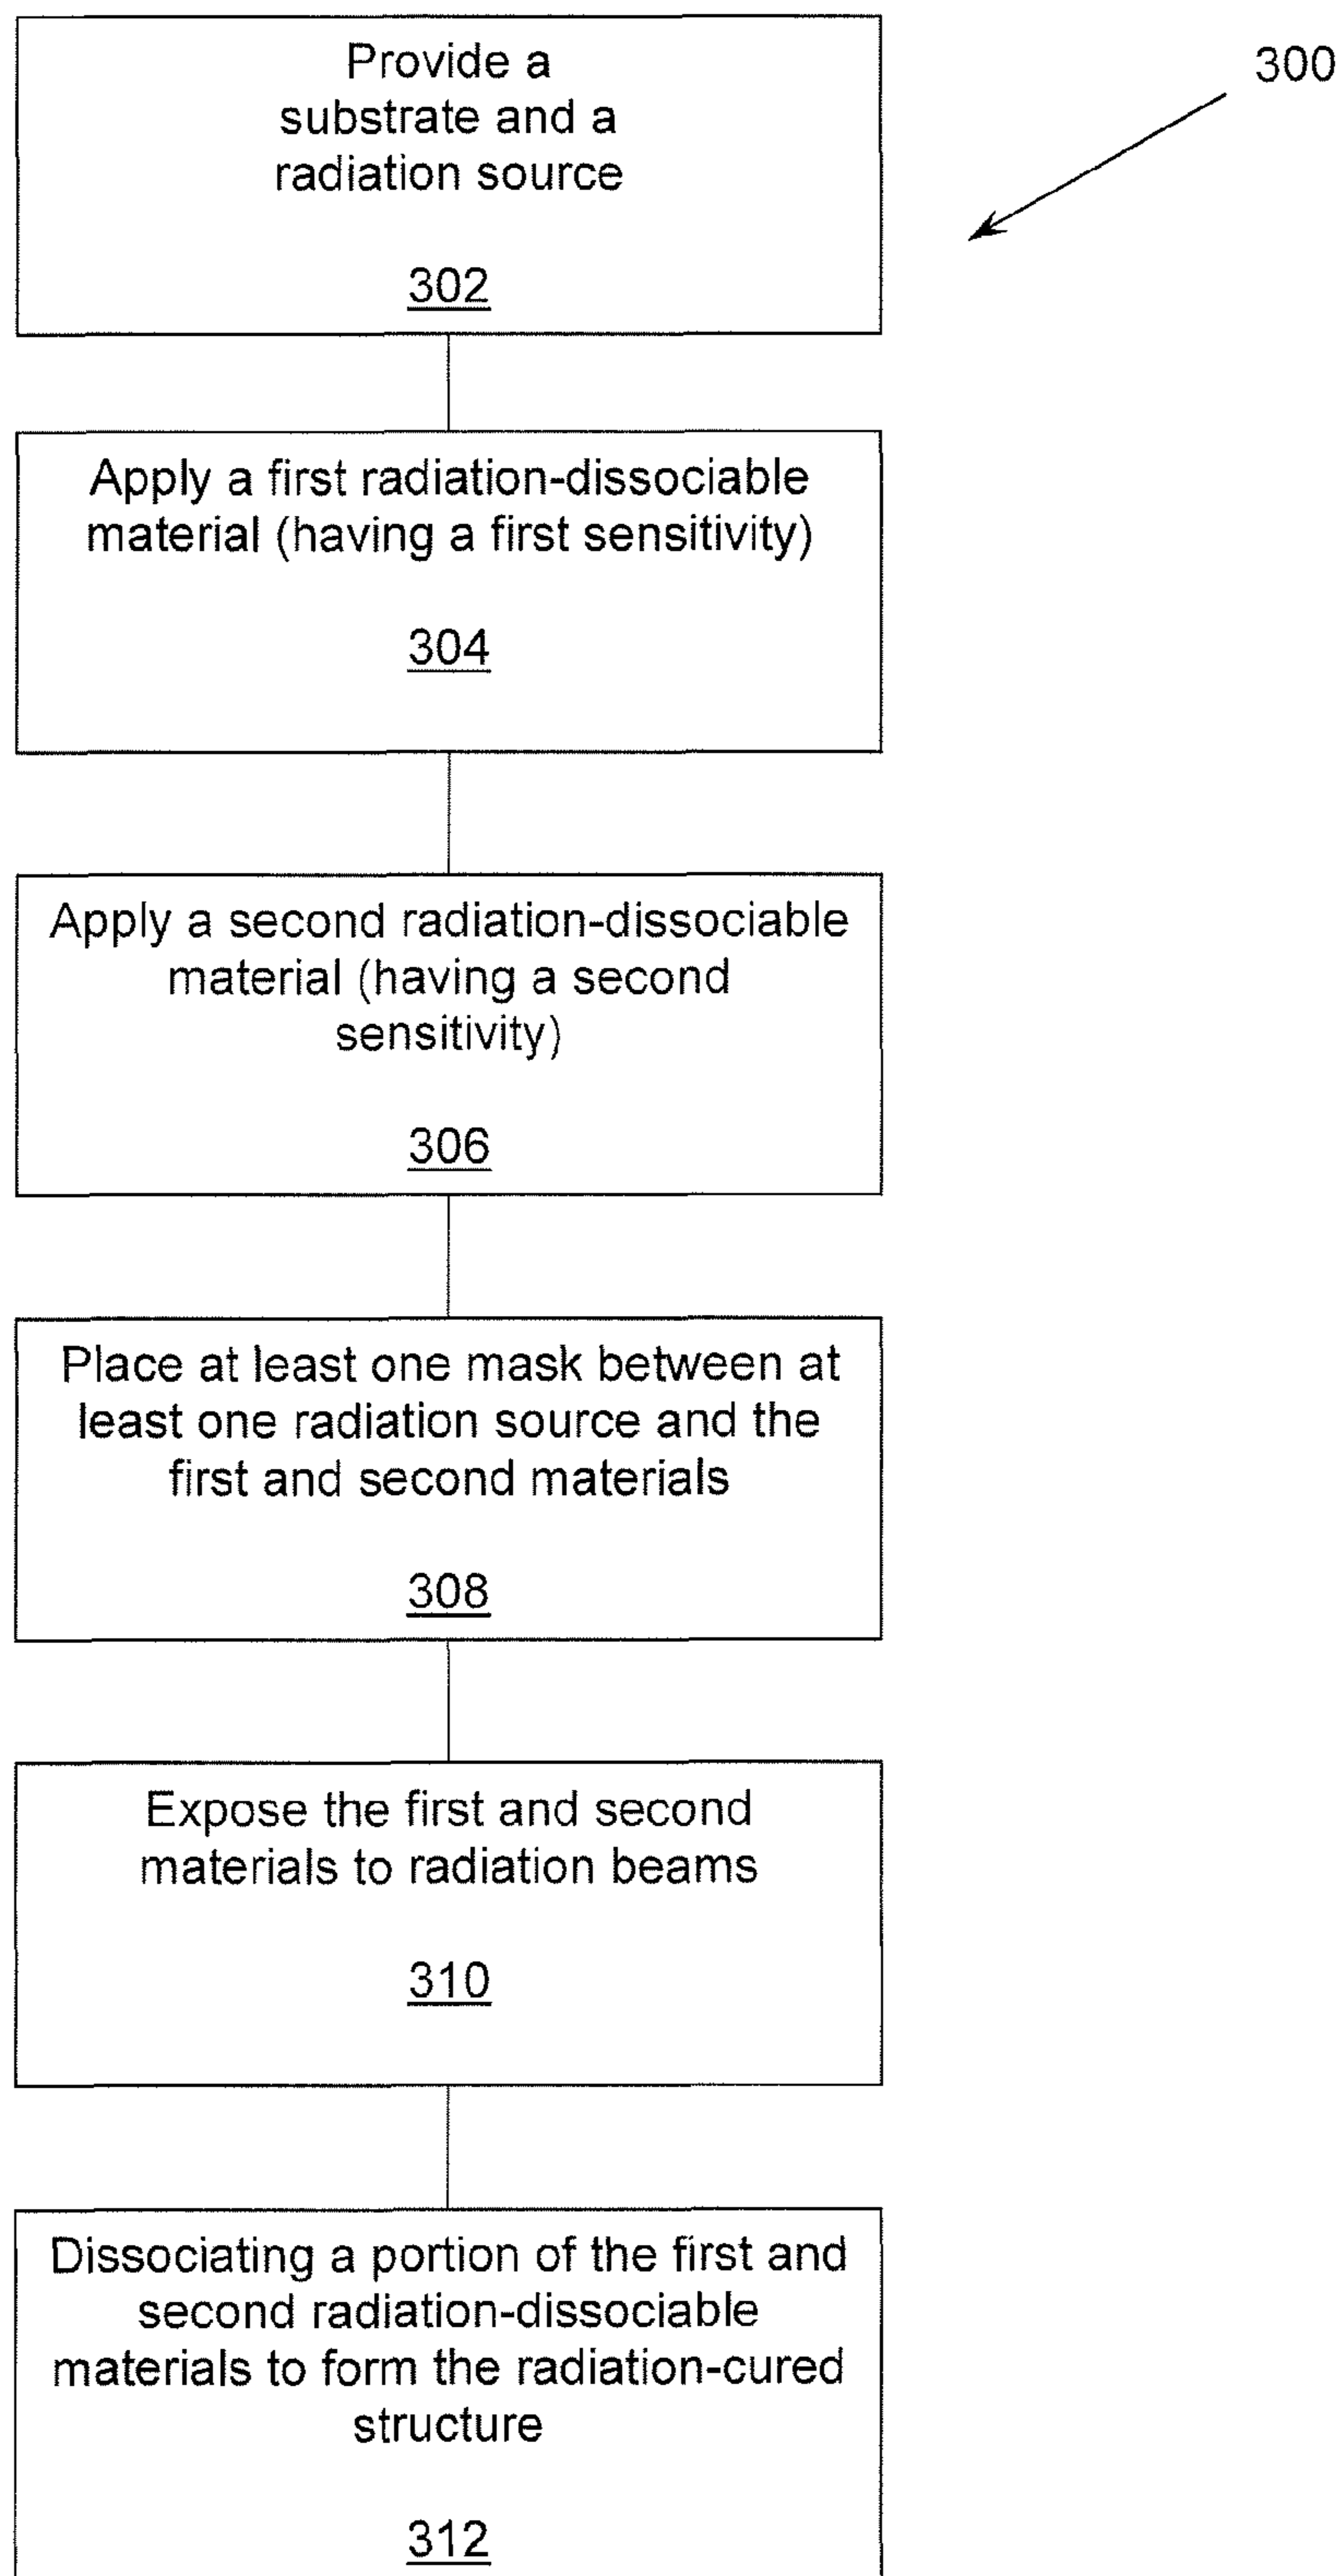 Provide a
substrate and a
radiation source
302
300
Apply a first radiation-dissociable
material (having a first sensitivity)
304
Apply a second radiation-dissociable
material (having a second
sensitivity)
306
Place at least one mask between at
least one radiation source and the
first and second materials
308
Expose the first and second
materials to radiation beams
310
Dissociating a portion of the first and
second radiation-dissociable
materials to form the radiation-cured
structure
312